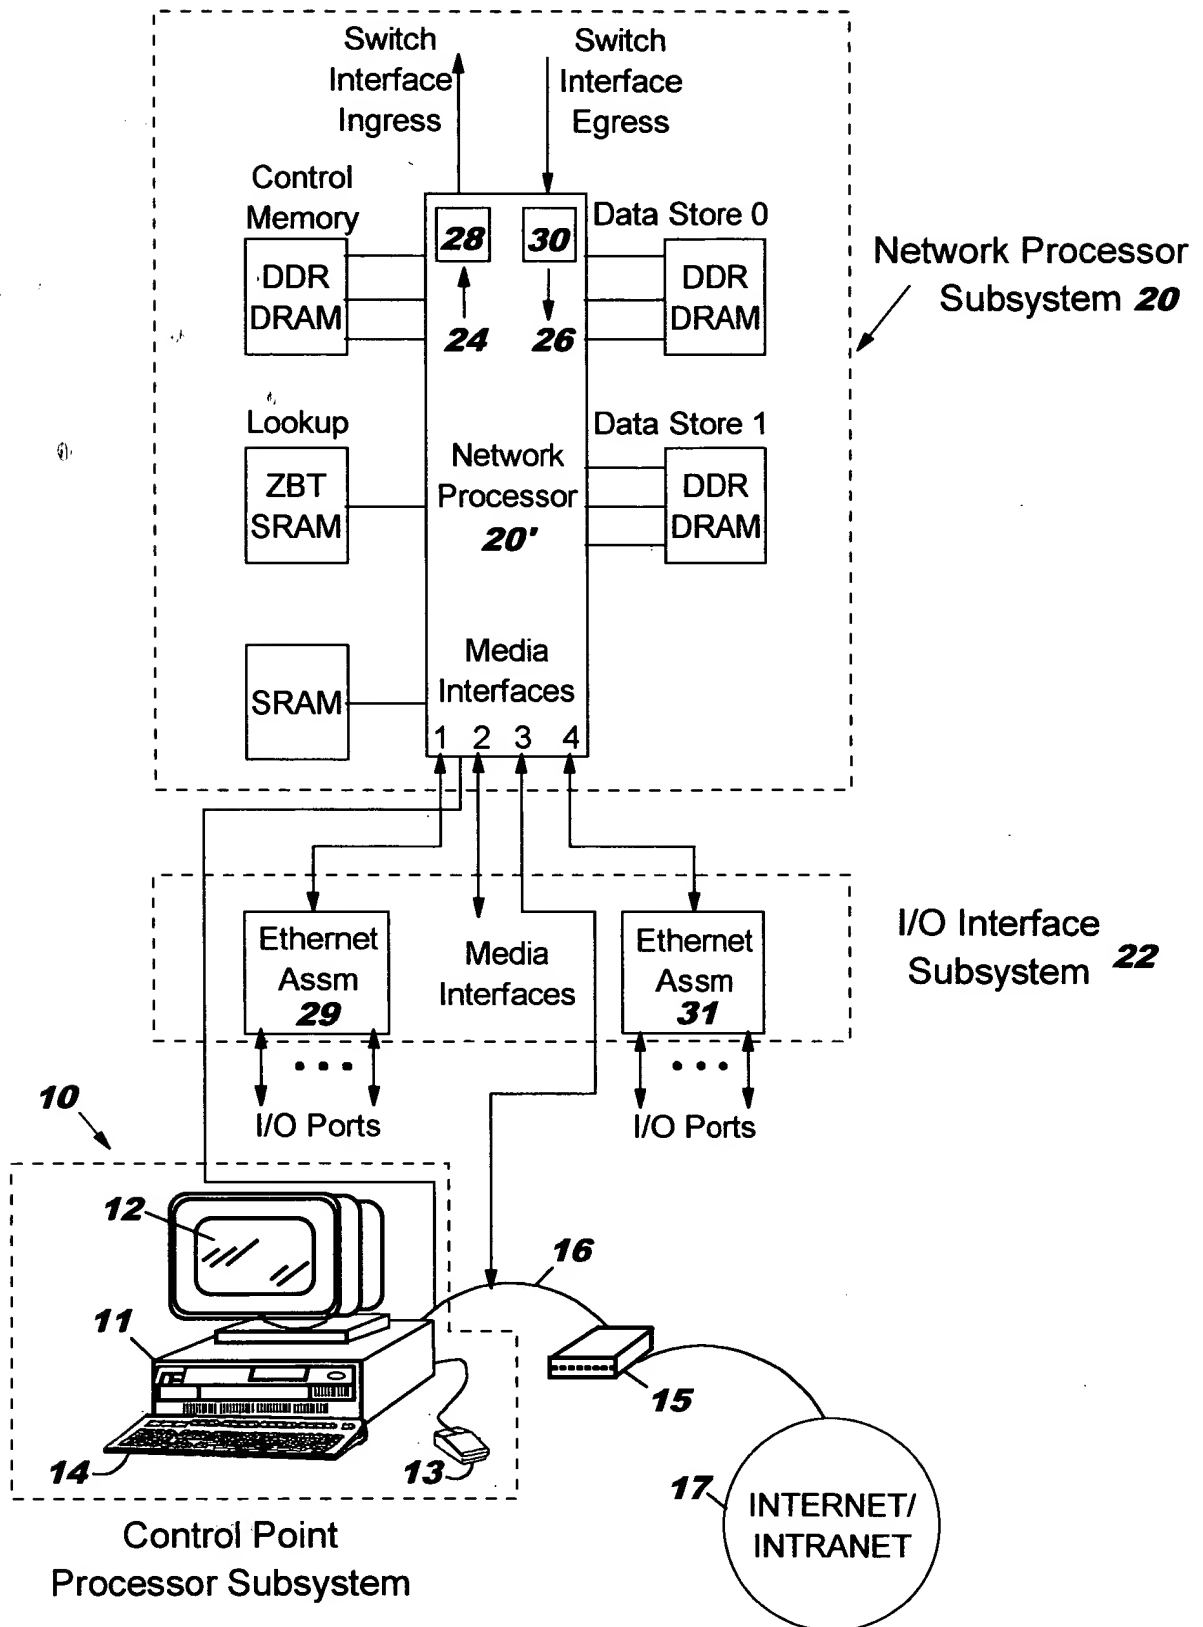 Switch
Interface
Ingress
Switch
Interface
Egress
Control
Memory
DDR
DRAM
28
30
24
26
Data Store 0
DDR
DRAM
Network Processor
Subsystem 20
Lookup
ZBT
SRAM
Network
Processor
20'
Data Store 1
DDR
DRAM
SRAM
Media
Interfaces
1 2 3 4
Ethernet
Assm
29
Media
Interfaces
Ethernet
Assm
31
I/O Interface
Subsystem 22
I/O Ports
I/O Ports
10
12
11
14
13
16
15
17
INTERNET/
INTRANET
Control Point
Processor Subsystem